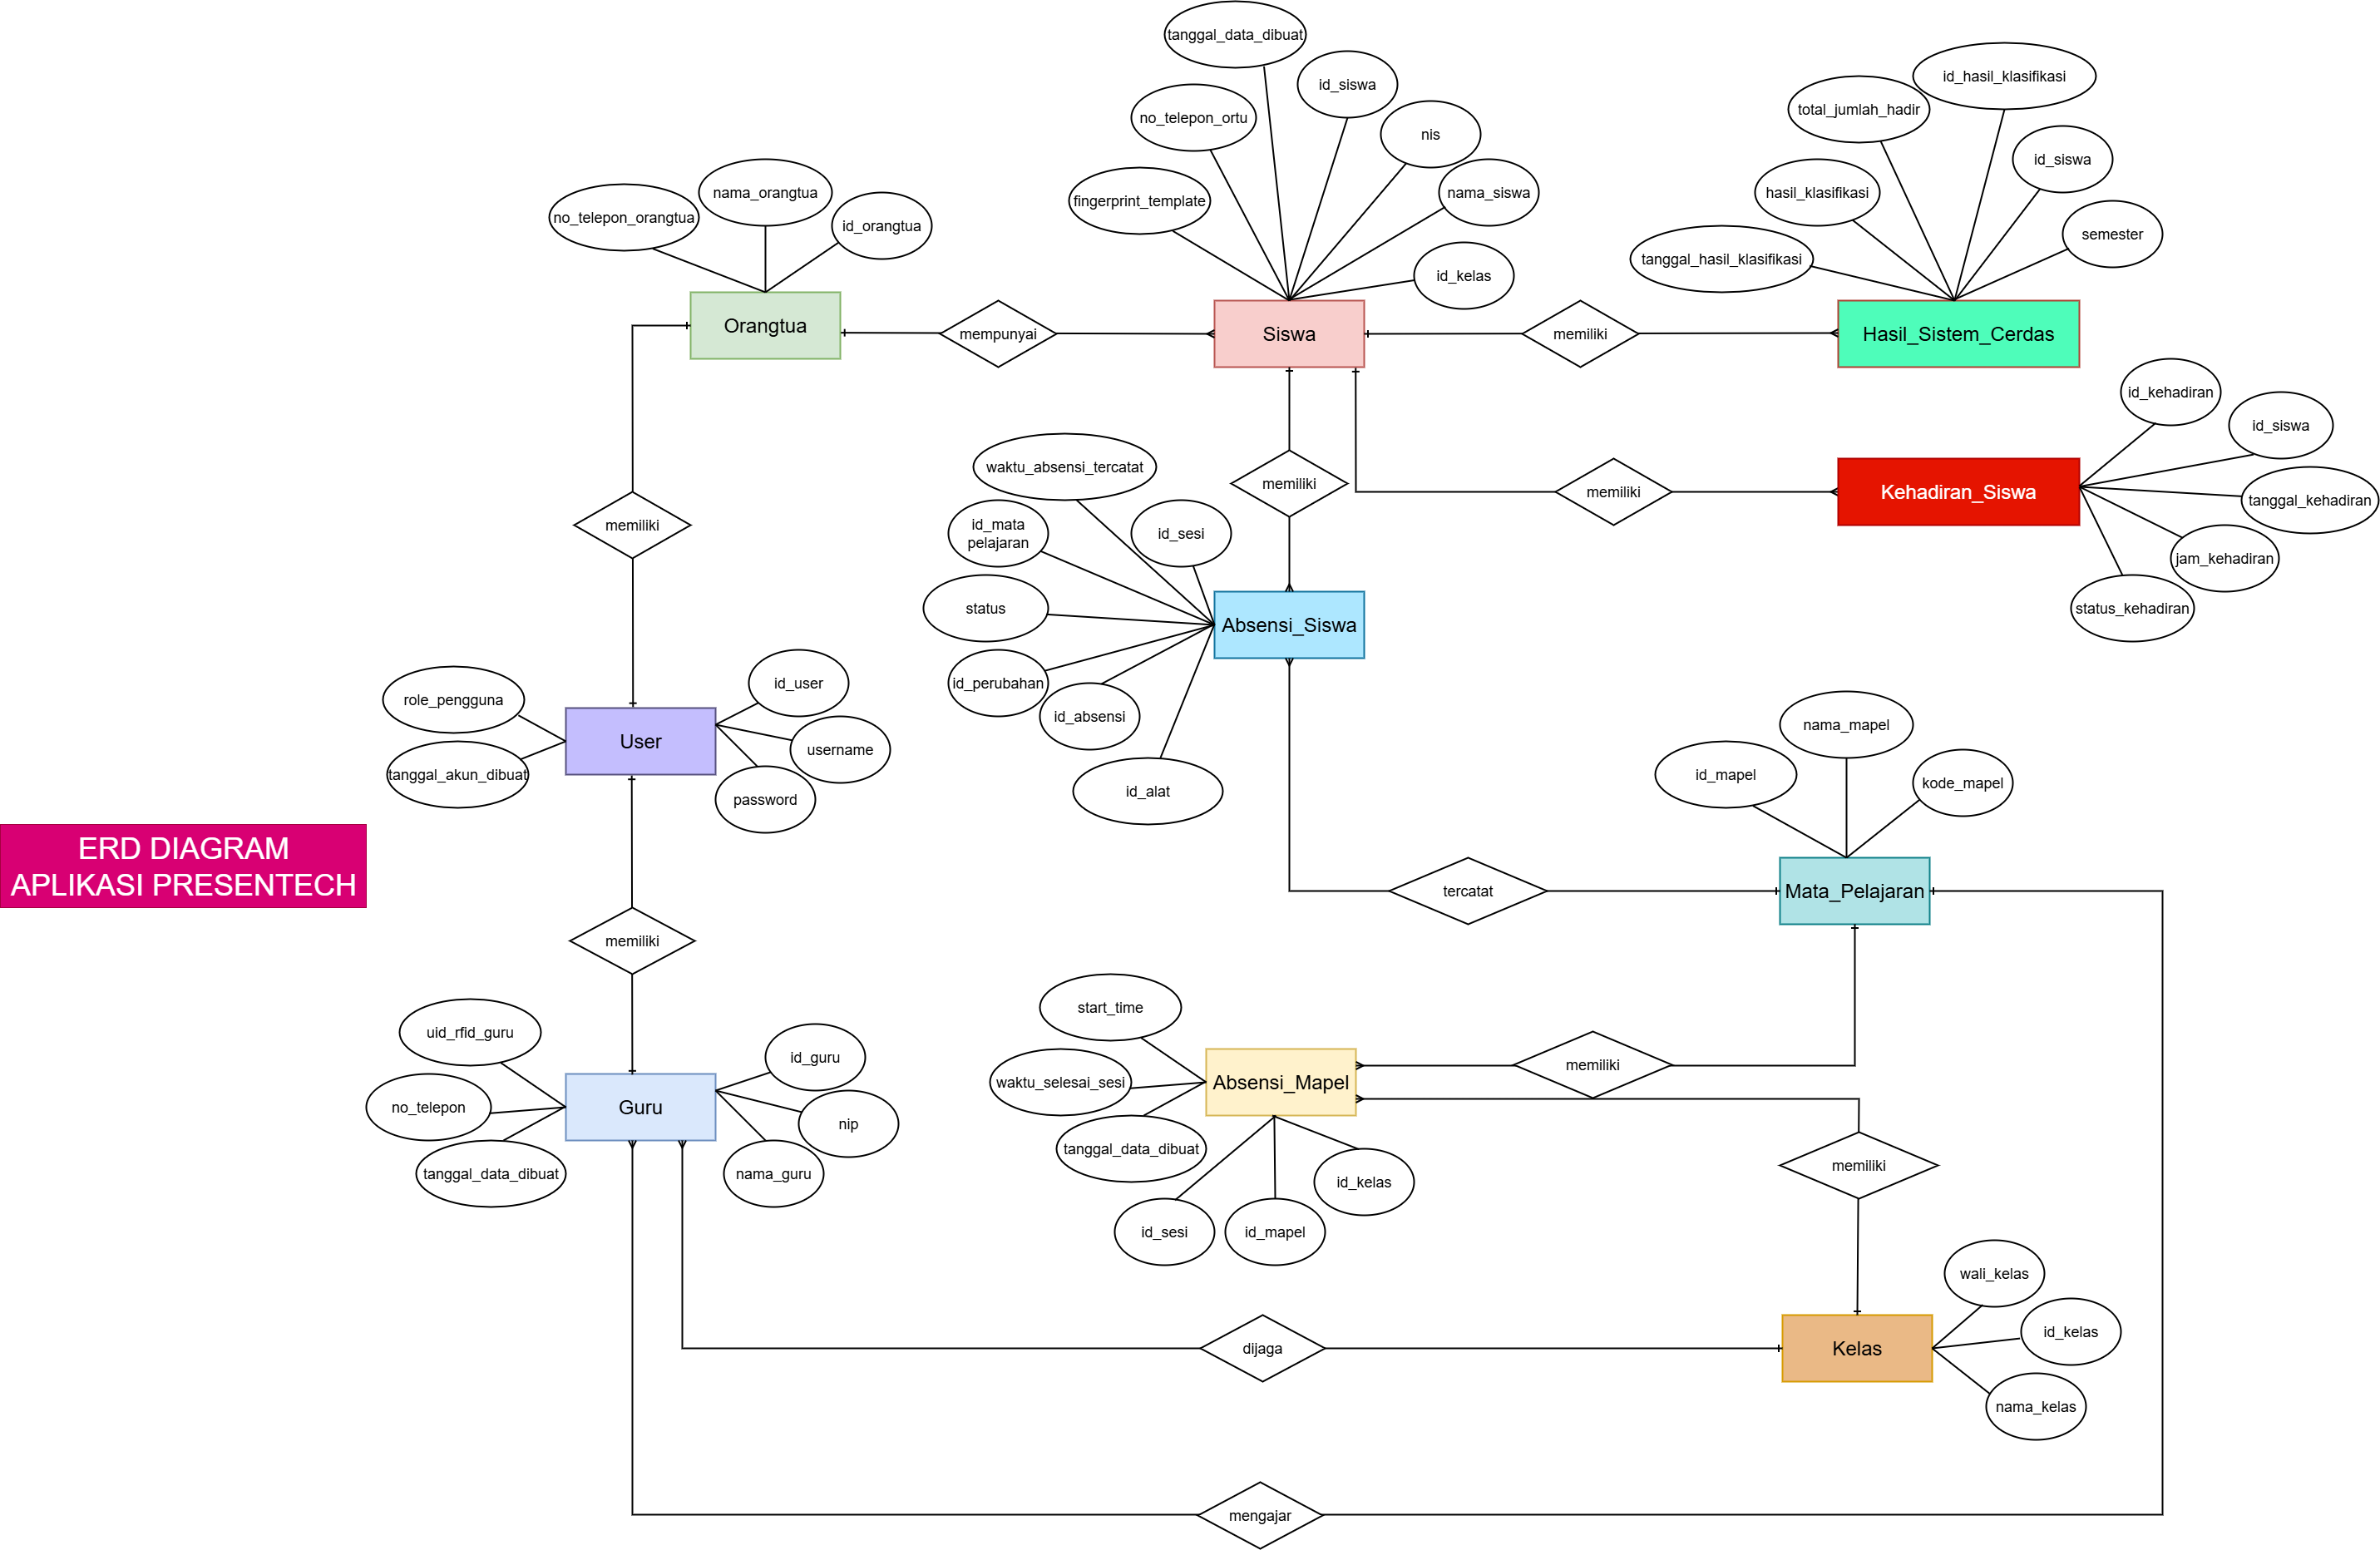 tanggal_data_dibuat
id_siswa
no_telepon_ortu
nis
fingerprint_template
nama_siswa
id_kelas
id_hasil_klasifikasi
total_jumlah_hadir
id_siswa
hasil_klasifikasi
semester
tanggal_hasil_klasifikasi
nama_orangtua
no_telepon_orangtua
id_orangtua
Orangtua
mempunyai
Siswa
memiliki
Hasil_Sistem_Cerdas
id_kehadiran
id_siswa
Kehadiran_Siswa
tanggal_kehadiran
jam_kehadiran
status_kehadiran
memiliki
memiliki
memiliki
waktu_absensi_tercatat
id_mata
pelajaran
id_sesi
status
Absensi_Siswa
id_perubahan
id_absensi
id_alat
role_pengguna
id_user
User
username
tanggal_akun_dibuat
password
nama_mapel
id_mapel
kode_mapel
ERD DIAGRAM
APLIKASI PRESENTECH
tercatat
Mata_Pelajaran
memiliki
uid_rfid_guru
id_guru
no_telepon
Guru
nip
tanggal_data_dibuat
nama_guru
start_time
waktu_selesai_sesi
Absensi_Mapel
memiliki
tanggal_data_dibuat
id_kelas
id_sesi
id_mapel
memiliki
wali_kelas
id_kelas
dijaga
Kelas
nama_kelas
mengajar